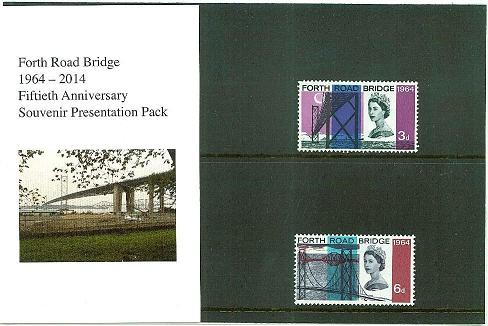 Forth Road Bridge
1964 – 2014
Fiftieth Anniversary
Souvenir Presentation Pack
FORTH ROAD BRIDGE 1964
3d
FORTH ROAD BRIDGE 1964
6d